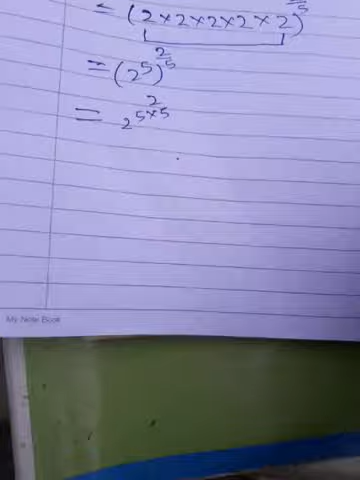 = (2×2×2×2×2)^(2/5)
= (2^5)^(2/5)
= 2^(5×2/5)
My Note Book